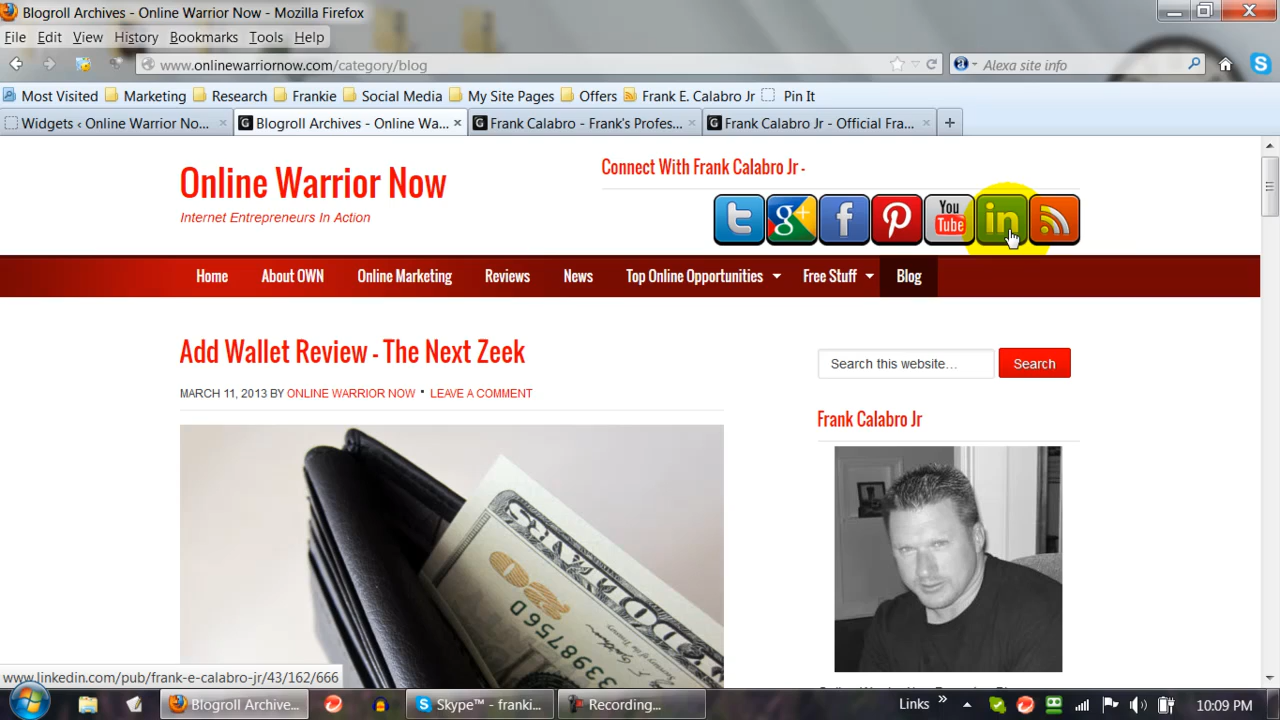 Blogroll Archives - Online Warrior Now - Mozilla Firefox
File Edit View History Bookmarks Tools Help
www.onlinewarriornow.com/category/blog
Alexa site info
Most Visited Marketing Research Frankie Social Media My Site Pages Offers Frank E. Calabro Jr Pin It
Widgets ‹ Online Warrior No... Blogroll Archives - Online Wa... Frank Calabro - Frank's Profes... Frank Calabro Jr - Official Fra...
Online Warrior Now
Internet Entrepreneurs In Action
Connect With Frank Calabro Jr -
You Tube in
Home About OWN Online Marketing Reviews News Top Online Opportunities Free Stuff Blog
Add Wallet Review - The Next Zeek
MARCH 11, 2013 BY ONLINE WARRIOR NOW • LEAVE A COMMENT
Search this website... Search
Frank Calabro Jr
www.linkedin.com/pub/frank-e-calabro-jr/43/162/666
Blogroll Archive... Skype™ - franki... Recording... Links 10:09 PM